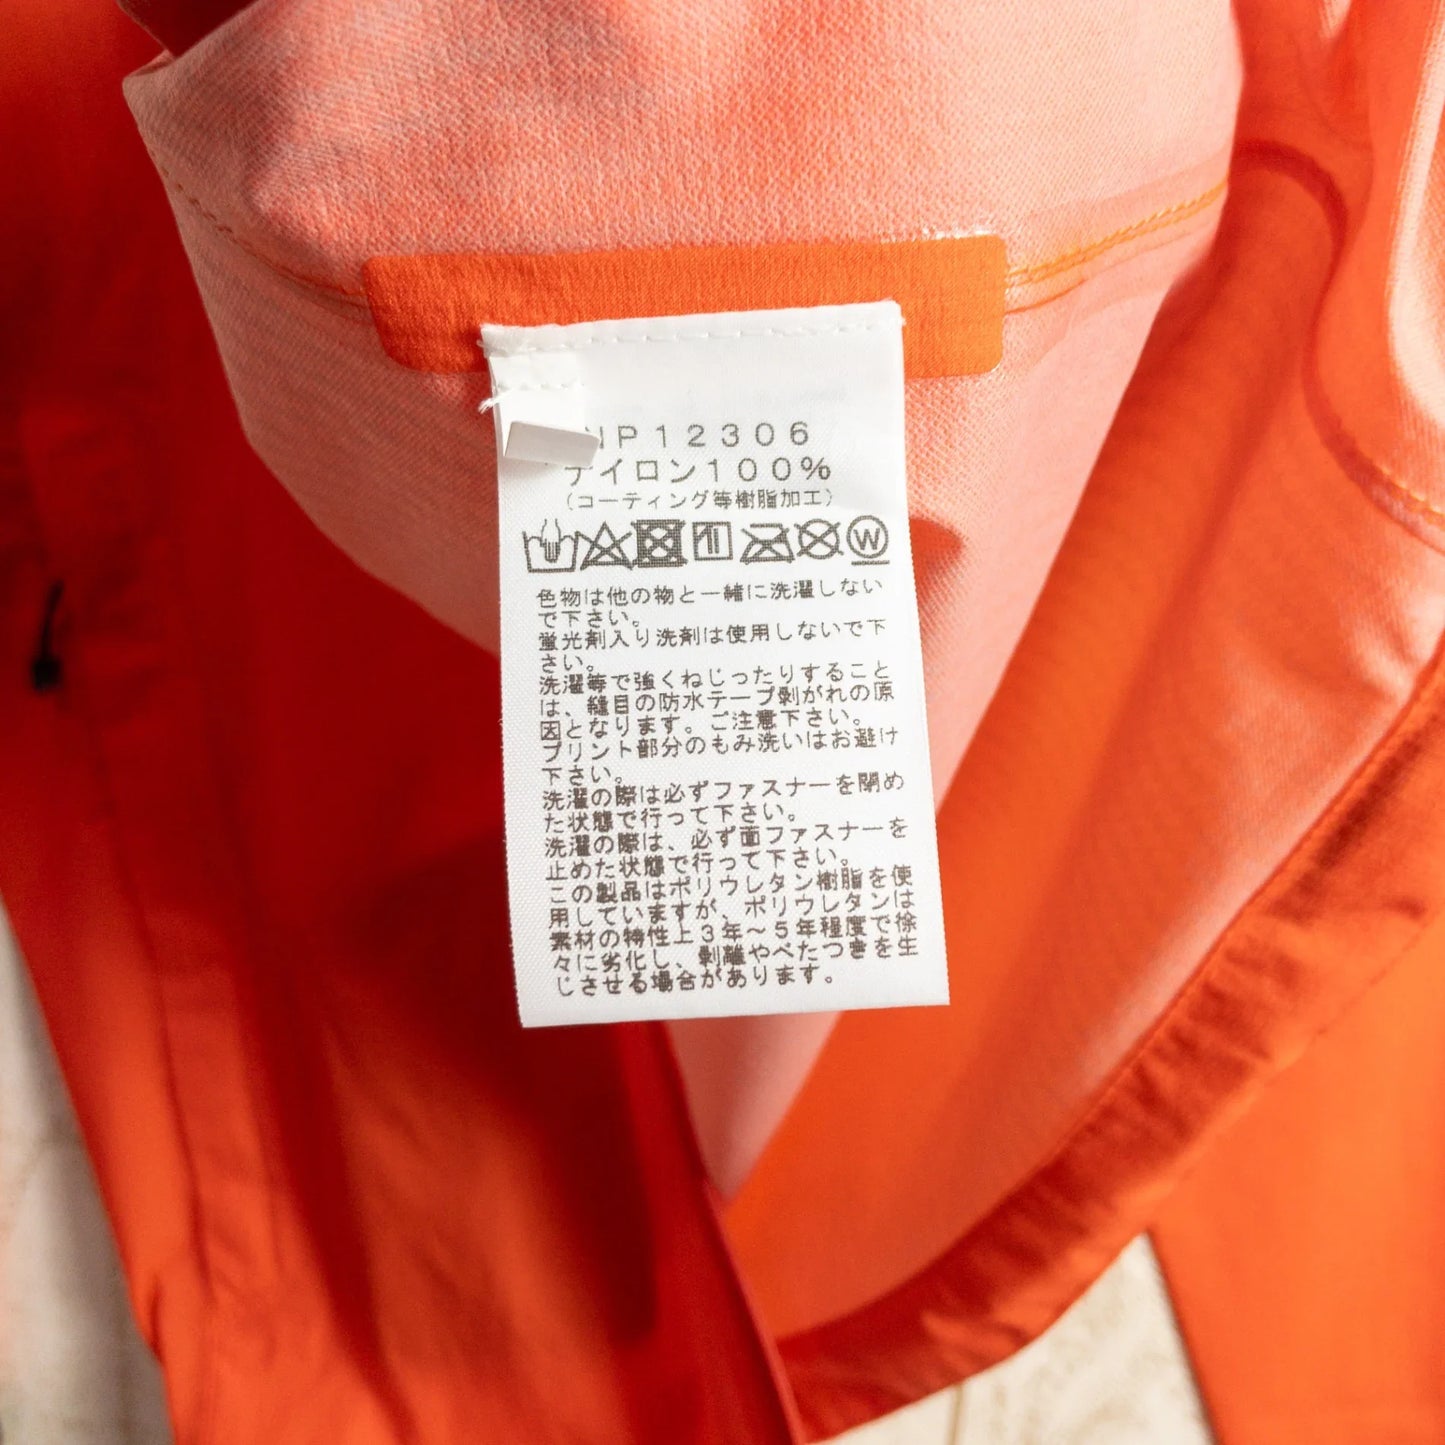 NP12306
ナイロン100%
(コーティング等樹脂加工)
W
色物は他の物と一緒に洗濯しない
で下さい。
蛍光剤入り洗剤は使用しないで下
さい。
洗濯等で強くねじったりすること
は、縫目の防水テープ剥がれの原
因となります。ご注意下さい。
プリント部分のもみ洗いはお避け
下さい。
洗濯の際は必ずファスナーを閉め
た状態で行って下さい。
洗濯の際は、必ず面ファスナーを
止めた状態で行って下さい。
この製品はポリウレタン樹脂を使
用していますが、ポリウレタンは
素材の特性上3年~5年程度で徐
々に劣化し、剥離やべたつきを生
じさせる場合があります。